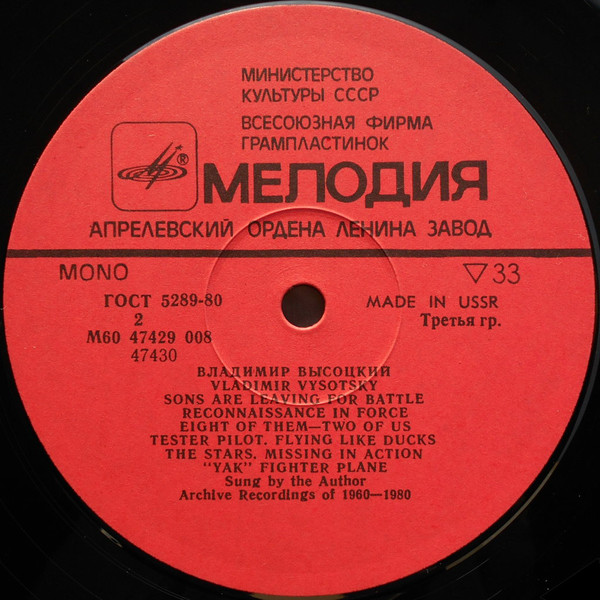 МИНИСТЕРСТВО
КУЛЬТУРЫ СССР
ВСЕСОЮЗНАЯ ФИРМА
ГРАМПЛАСТИНОК
® МЕЛОДИЯ
АПРЕЛЕВСКИЙ ОРДЕНА ЛЕНИНА ЗАВОД
MONO
▽33
ГОСТ 5289-80
MADE IN USSR
2
Третья гр.
М60 47429 008
47430
ВЛАДИМИР ВЫСОЦКИЙ
VLADIMIR VYSOTSKY
SONS ARE LEAVING FOR BATTLE
RECONNAISSANCE IN FORCE
EIGHT OF THEM—TWO OF US
TESTER PILOT. FLYING LIKE DUCKS
THE STARS. MISSING IN ACTION
"YAK" FIGHTER PLANE
Sung by the Author
Archive Recordings of 1960—1980